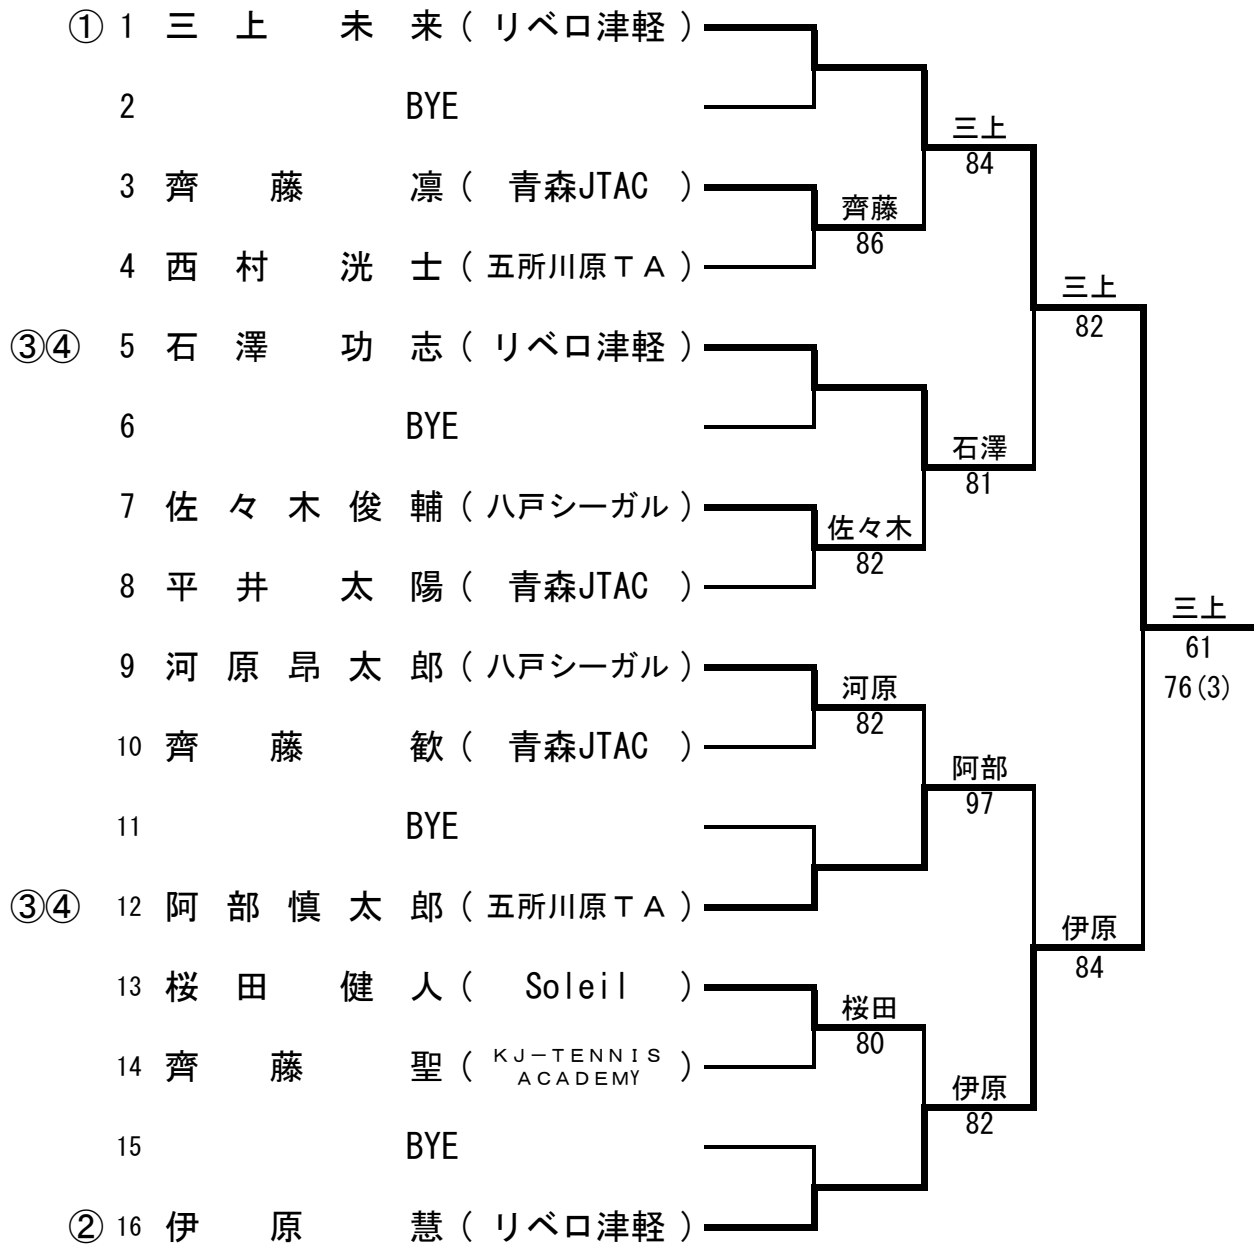 ① 1 三上 未来 ( リベロ津軽 )
2 BYE
三上
84
3 齊藤 凛 ( 青森JTAC )
齊藤
86
4 西村 洸士 ( 五所川原ＴＡ )
三上
82
③④ 5 石澤 功志 ( リベロ津軽 )
6 BYE
石澤
81
7 佐々木俊輔 ( 八戸シーガル )
佐々木
82
8 平井 太陽 ( 青森JTAC )
三上
61
76(3)
9 河原昂太郎 ( 八戸シーガル )
河原
82
10 齊藤 歓 ( 青森JTAC )
阿部
97
11 BYE
③④ 12 阿部慎太郎 ( 五所川原ＴＡ )
伊原
84
13 桜田 健人 ( Soleil )
桜田
80
14 齊藤 聖 ( ＫＪ－ＴＥＮＮＩＳ
ＡＣＡＤＥＭＹ )
伊原
82
15 BYE
② 16 伊原 慧 ( リベロ津軽 )